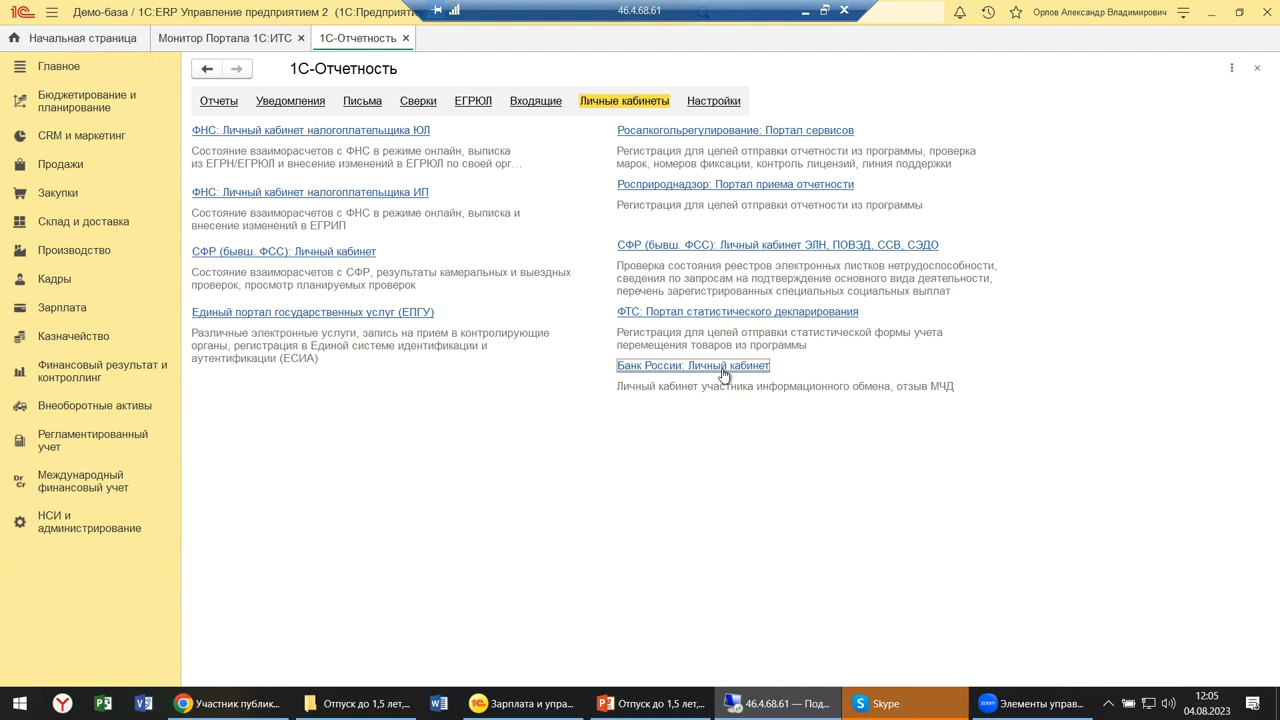 Демо-база / 1С:ERP Управление предприятием 2 (1С:Предприятие
46.4.68.61
Орлов Александр Владимирович
Начальная страница
Монитор Портала 1С:ИТС ×
1С-Отчетность ×
Главное
Бюджетирование и
планирование
CRM и маркетинг
Продажи
Закупки
Склад и доставка
Производство
Кадры
Зарплата
Казначейство
Финансовый результат и
контроллинг
Внеоборотные активы
Регламентированный
учет
Международный
финансовый учет
НСИ и
администрирование
1С-Отчетность
Отчеты
Уведомления
Письма
Сверки
ЕГРЮЛ
Входящие
Личные кабинеты
Настройки
ФНС: Личный кабинет налогоплательщика ЮЛ
Состояние взаиморасчетов с ФНС в режиме онлайн, выписка
из ЕГРН/ЕГРЮЛ и внесение изменений в ЕГРЮЛ по своей орг...
ФНС: Личный кабинет налогоплательщика ИП
Состояние взаиморасчетов с ФНС в режиме онлайн, выписка и
внесение изменений в ЕГРИП
СФР (бывш. ФСС): Личный кабинет
Состояние взаиморасчетов с СФР, результаты камеральных и выездных
проверок, просмотр планируемых проверок
Единый портал государственных услуг (ЕПГУ)
Различные электронные услуги, запись на прием в контролирующие
органы, регистрация в Единой системе идентификации и
аутентификации (ЕСИА)
Росалкогольрегулирование: Портал сервисов
Регистрация для целей отправки отчетности из программы, проверка
марок, номеров фиксации, контроль лицензий, линия поддержки
Росприроднадзор: Портал приема отчетности
Регистрация для целей отправки отчетности из программы
СФР (бывш. ФСС): Личный кабинет ЭЛН, ПОВЭД, ССВ, СЭДО
Проверка состояния реестров электронных листков нетрудоспособности,
сведения по запросам на подтверждение основного вида деятельности,
перечень зарегистрированных специальных социальных выплат
ФТС: Портал статистического декларирования
Регистрация для целей отправки статистической формы учета
перемещения товаров из программы
Банк России: Личный кабинет
Личный кабинет участника информационного обмена, отзыв МЧД
Участник публик...
Отпуск до 1,5 лет,...
Зарплата и упра...
Отпуск до 1,5 лет,...
46.4.68.61 — Под...
Skype
Элементы управ...
12:05
04.08.2023